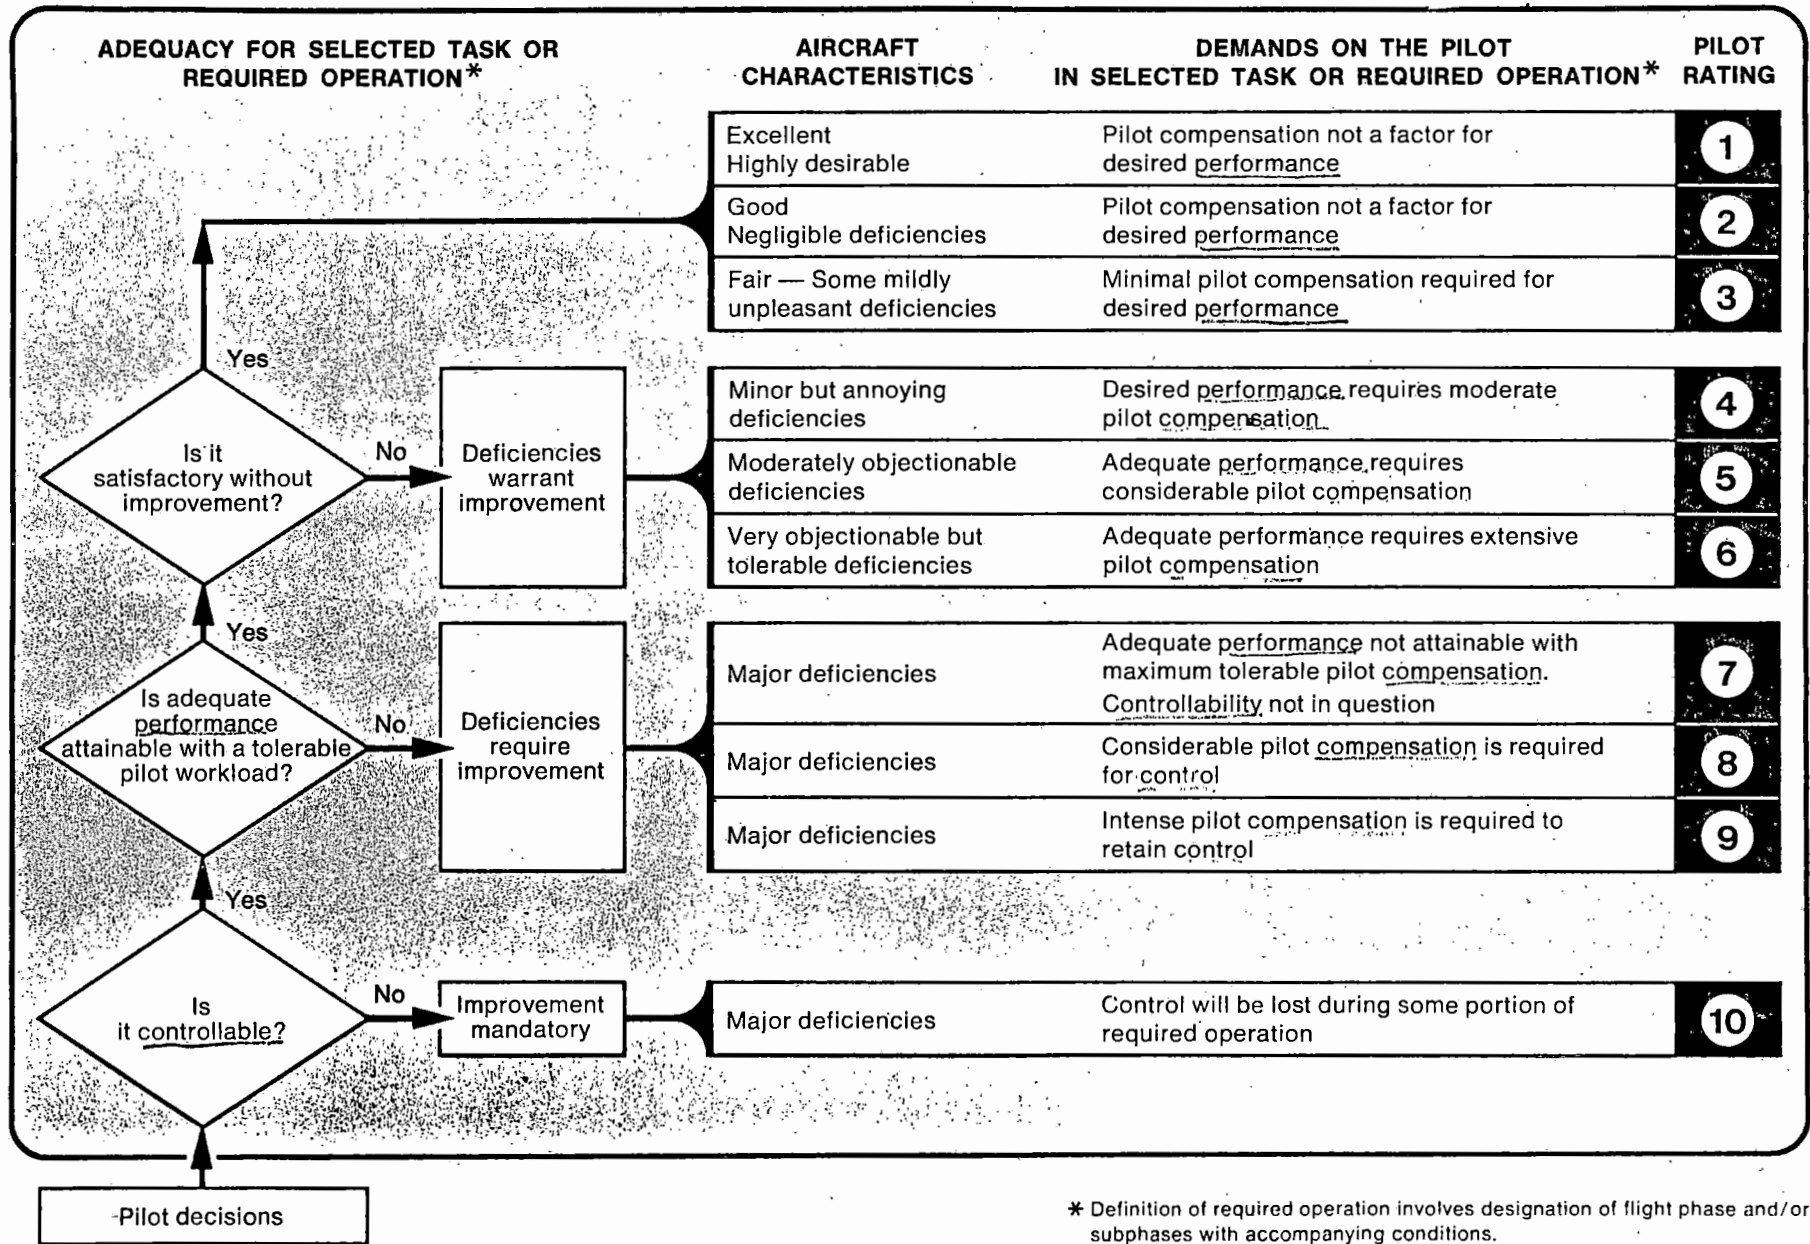 ADEQUACY FOR SELECTED TASK OR
REQUIRED OPERATION*
AIRCRAFT
CHARACTERISTICS
DEMANDS ON THE PILOT
IN SELECTED TASK OR REQUIRED OPERATION*
PILOT
RATING
Excellent
Highly desirable
Pilot compensation not a factor for
desired performance
1
Good
Negligible deficiencies
Pilot compensation not a factor for
desired performance
2
Fair — Some mildly
unpleasant deficiencies
Minimal pilot compensation required for
desired performance
3
Yes
Is it
satisfactory without
improvement?
No
Deficiencies
warrant
improvement
Minor but annoying
deficiencies
Desired performance requires moderate
pilot compensation
4
Moderately objectionable
deficiencies
Adequate performance requires
considerable pilot compensation
5
Very objectionable but
tolerable deficiencies
Adequate performance requires extensive
pilot compensation
6
Yes
Is adequate
performance
attainable with a tolerable
pilot workload?
No
Deficiencies
require
improvement
Major deficiencies
Adequate performance not attainable with
maximum tolerable pilot compensation.
Controllability not in question
7
Major deficiencies
Considerable pilot compensation is required
for control
8
Major deficiencies
Intense pilot compensation is required to
retain control
9
Yes
Is
it controllable?
No
Improvement
mandatory
Major deficiencies
Control will be lost during some portion of
required operation
10
Pilot decisions
* Definition of required operation involves designation of flight phase and/or
subphases with accompanying conditions.